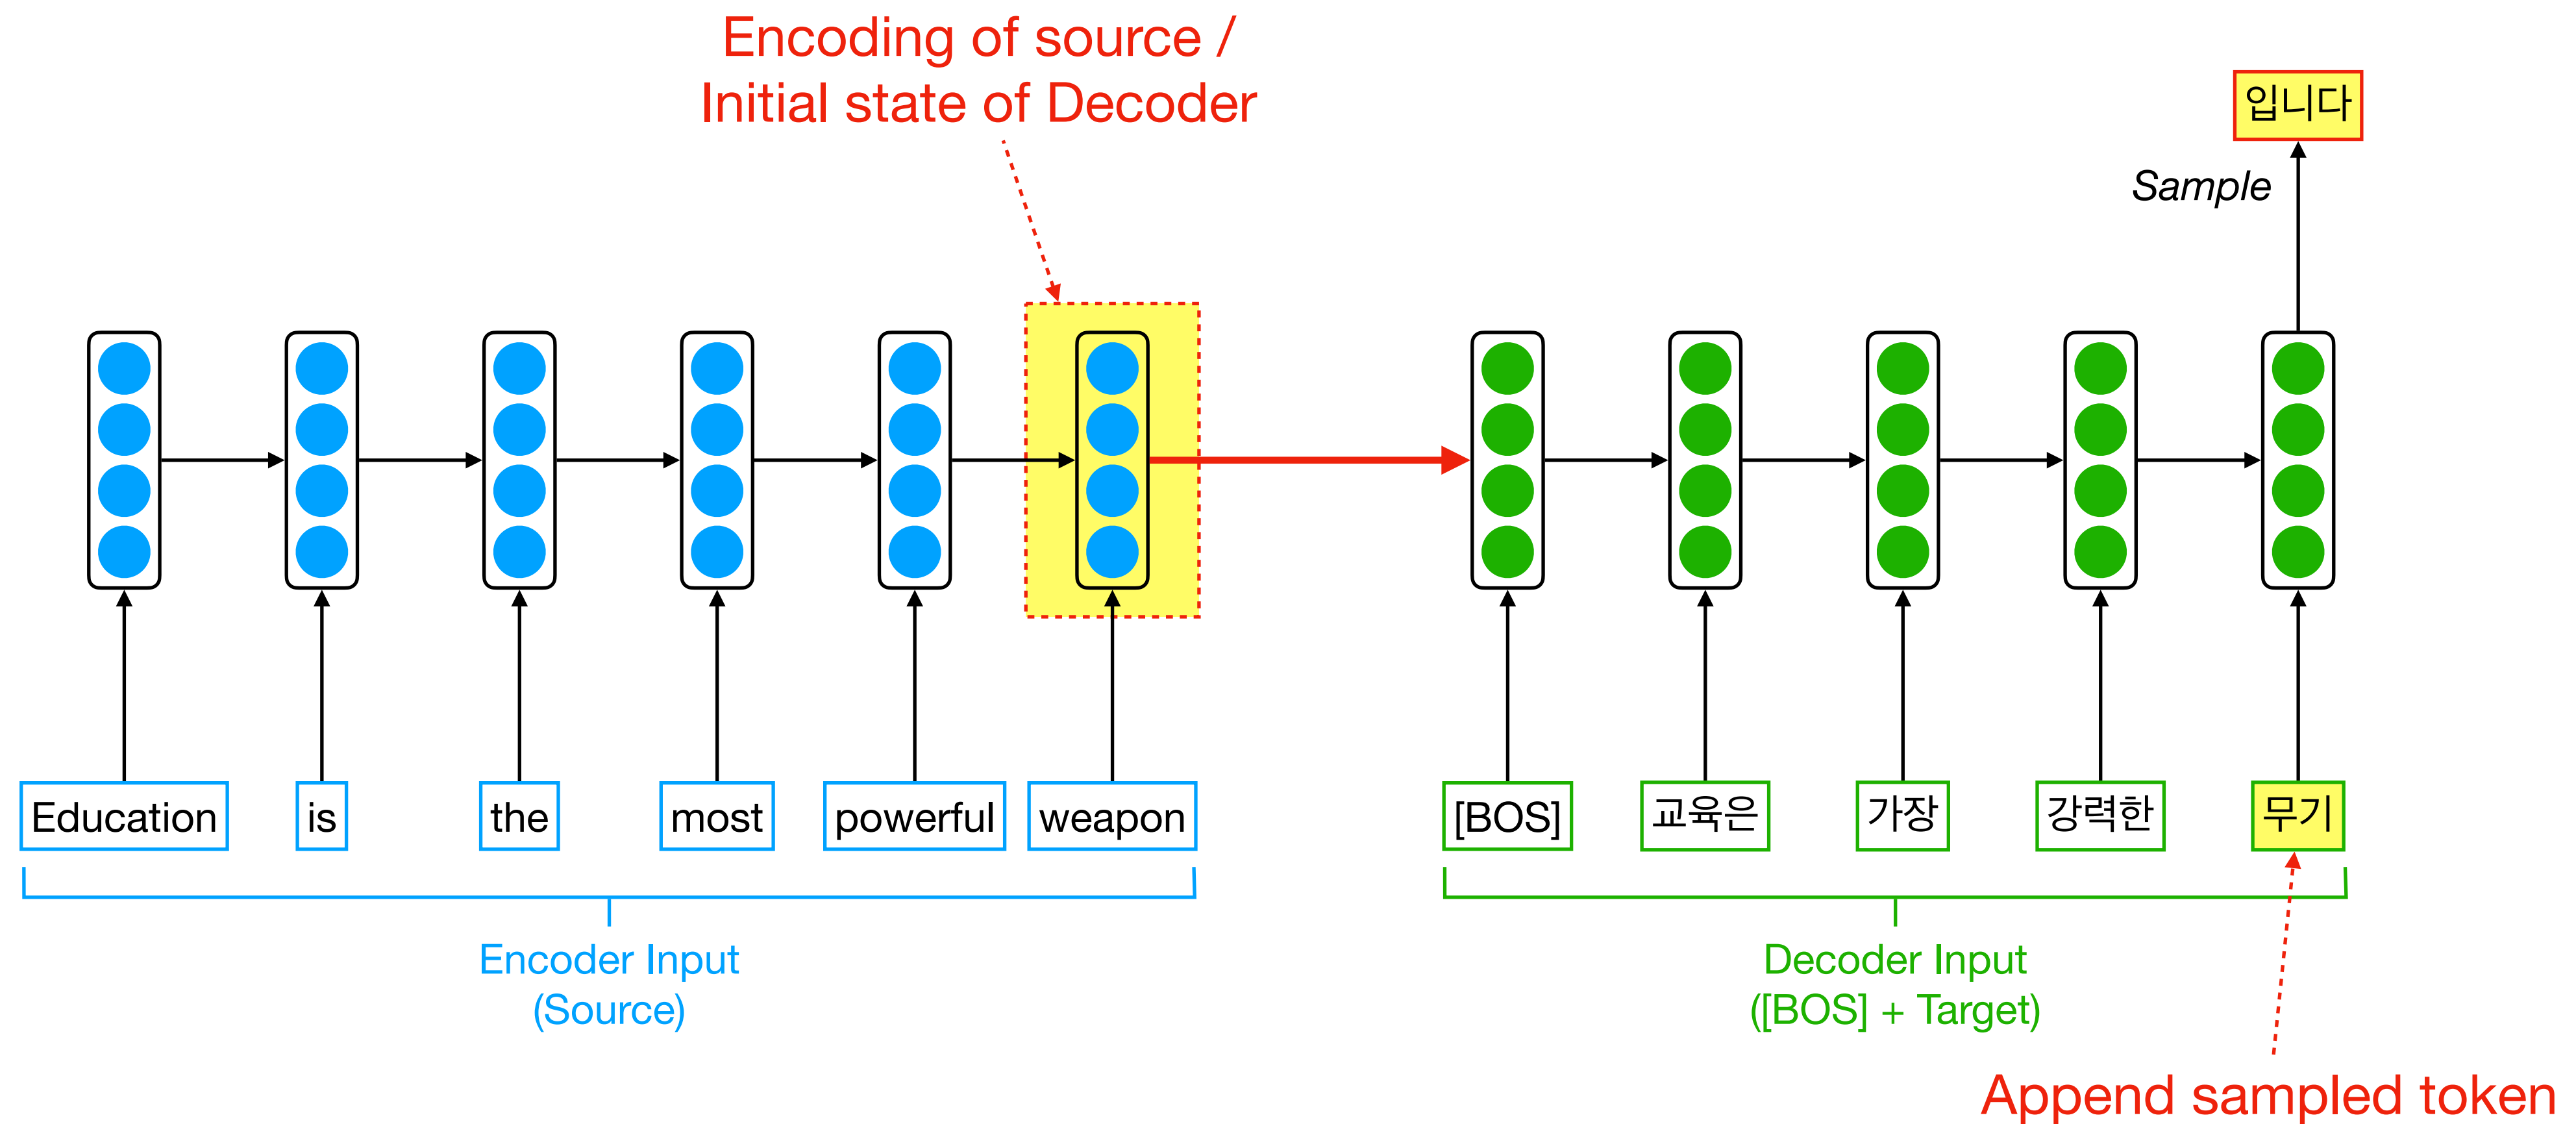 Encoding of source /
Initial state of Decoder
입니다
Sample
Education is the most powerful weapon
[BOS] 교육은 가장 강력한 무기
Encoder Input
(Source)
Decoder Input
([BOS] + Target)
Append sampled token